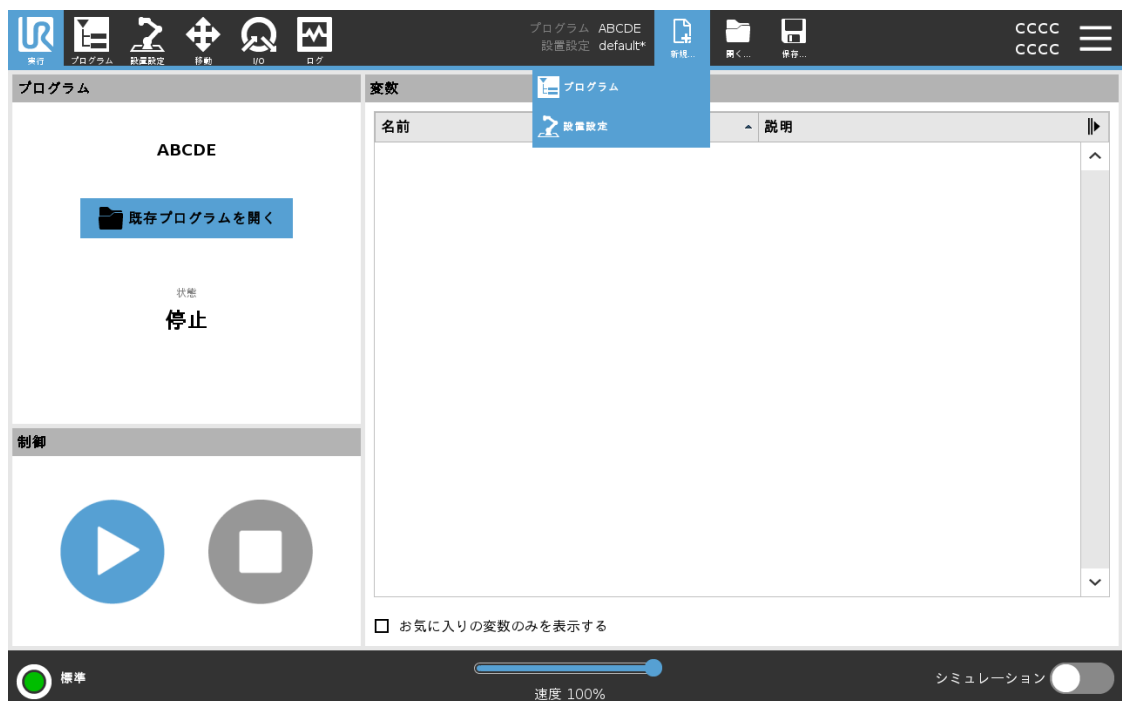 実行
プログラム
設置設定
移動
I/O
ログ
プログラム ABCDE
設置設定 default*
新規...
開く...
保存...
CCCC
CCCC
プログラム
設置設定
プログラム
変数
ABCDE
既存プログラムを開く
状態
停止
名前
説明
制御
お気に入りの変数のみを表示する
標準
速度 100%
シミュレーション